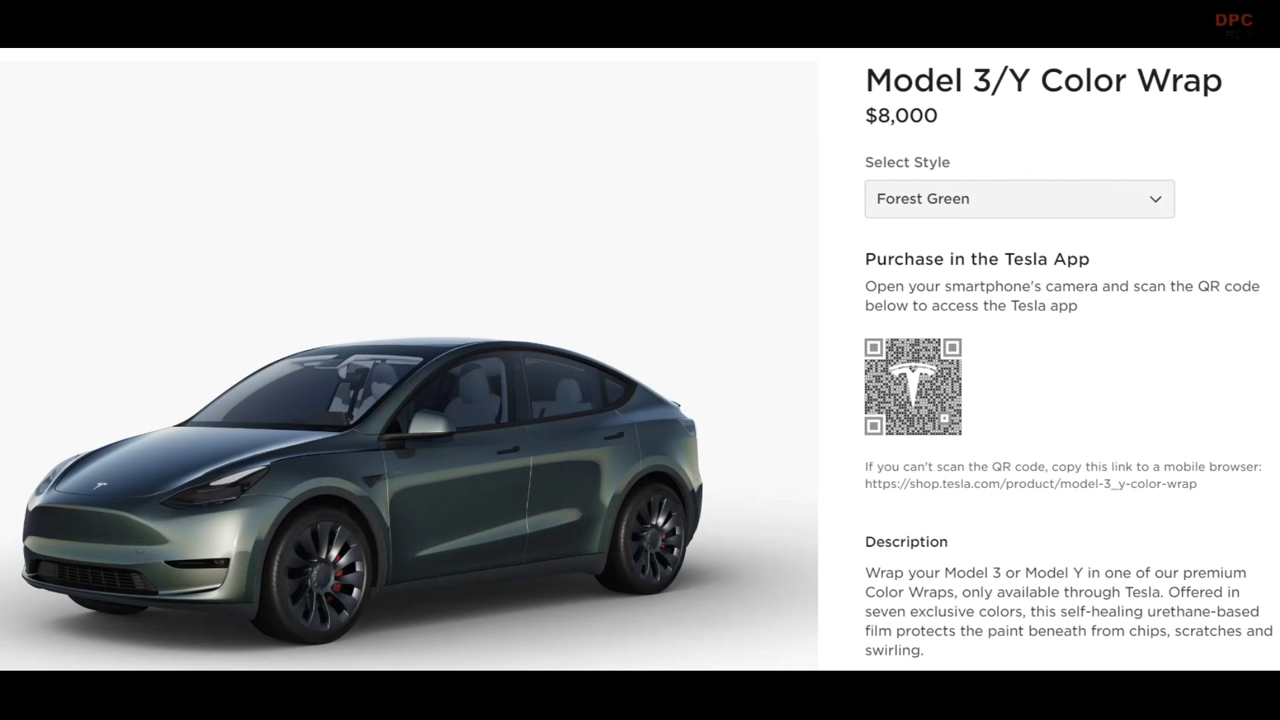 DPC
Model 3/Y Color Wrap
$8,000
Select Style
Forest Green
Purchase in the Tesla App
Open your smartphone's camera and scan the QR code
below to access the Tesla app
If you can't scan the QR code, copy this link to a mobile browser:
https://shop.tesla.com/product/model-3_y-color-wrap
Description
Wrap your Model 3 or Model Y in one of our premium
Color Wraps, only available through Tesla. Offered in
seven exclusive colors, this self-healing urethane-based
film protects the paint beneath from chips, scratches and
swirling.